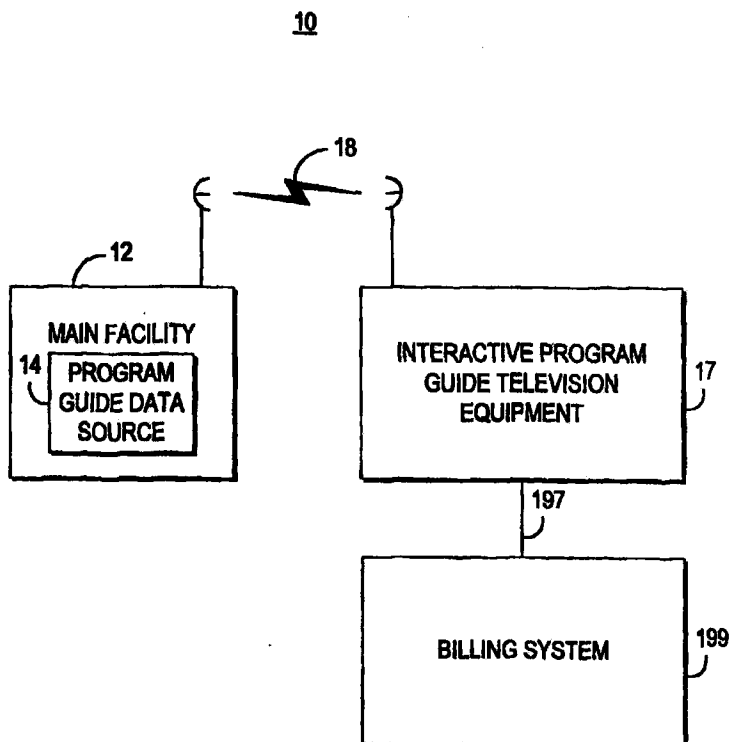 10
18
12
MAIN FACILITY
14
PROGRAM
GUIDE DATA
SOURCE
INTERACTIVE PROGRAM
GUIDE TELEVISION
EQUIPMENT
17
197
BILLING SYSTEM
199